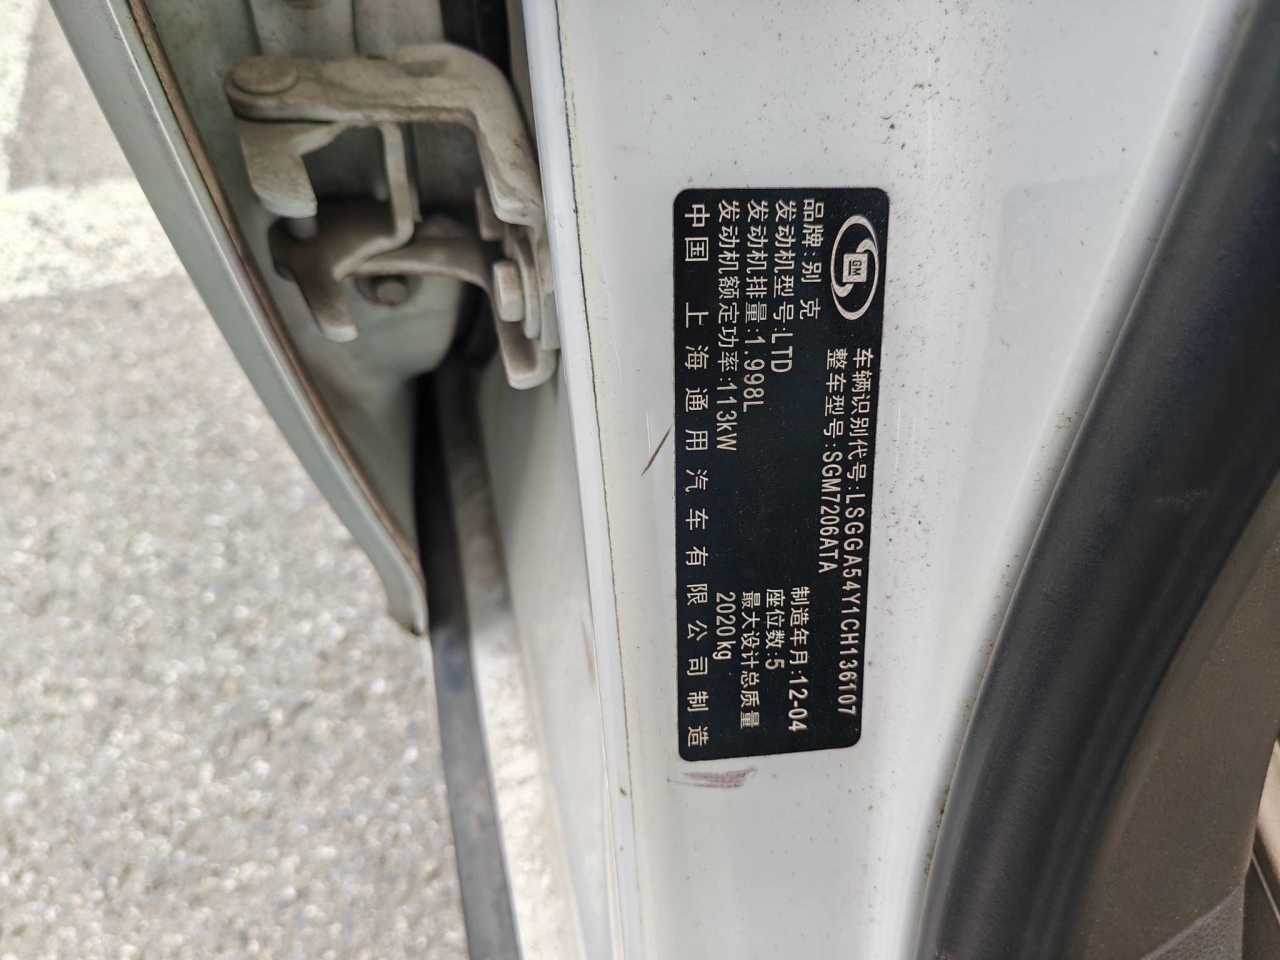 GM
车辆识别代号:LSGGA54Y1CH136107
整车型号:SGM7206ATA
品牌:别 克
发动机型号:LTD
发动机排量:1.998L
发动机额定功率:113kW
制造年月:12-04
座位数:5
最大设计总质量
2020kg
中国 上海通用汽车有限公司制造